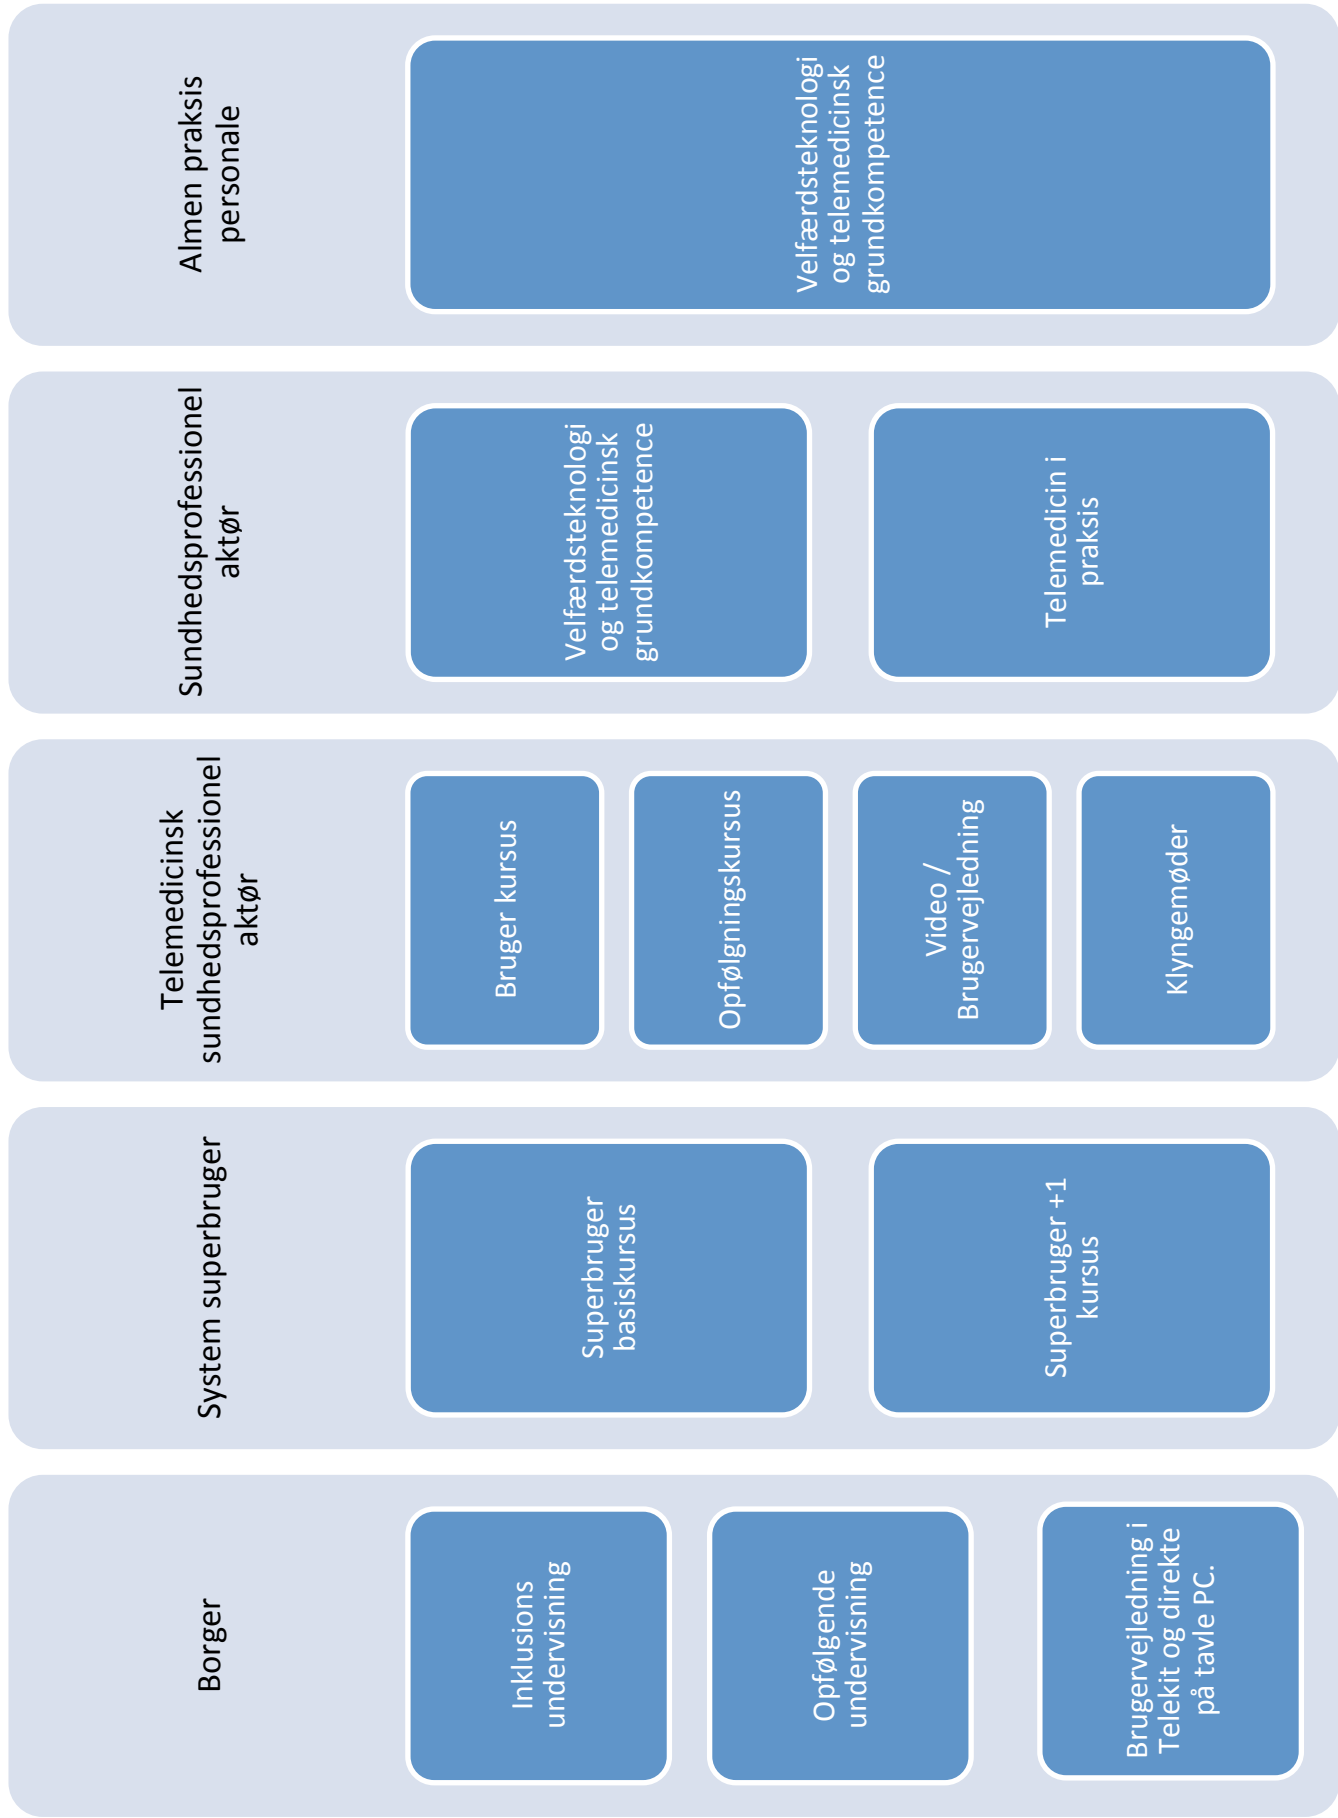 Borger
Inklusions
undervisning
Opfølgende
undervisning
Brugervejledning i
Telekit og direkte
på tavle PC.
System superbruger
Superbruger
basiskursus
Superbruger +1
kursus
Telemedicinsk
sundhedsprofessionel
aktør
Bruger kursus
Opfølgningskursus
Video /
Brugervejledning
Klyngemøder
Sundhedsprofessionel
aktør
Velfærdsteknologi
og telemedicinsk
grundkompetence
Telemedicin i
praksis
Almen praksis
personale
Velfærdsteknologi
og telemedicinsk
grundkompetence